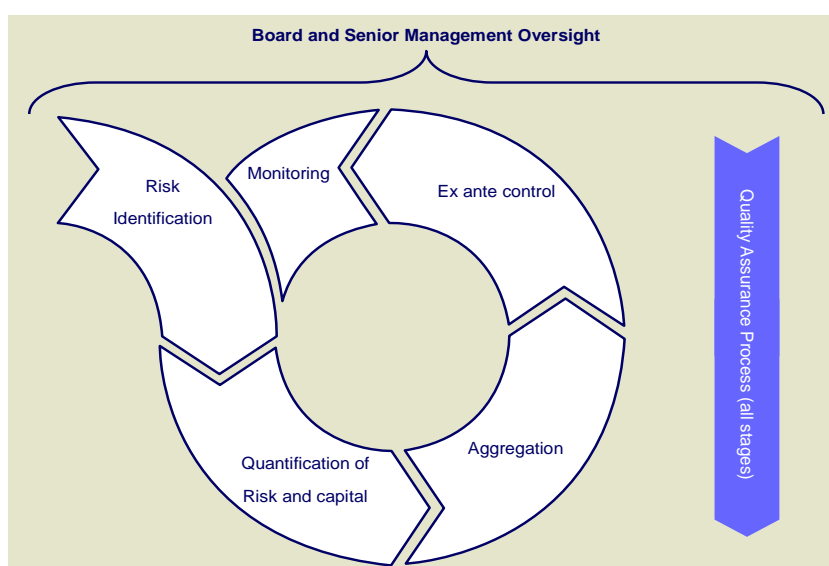 Board and Senior Management Oversight
Risk
Identification
Monitoring
Ex ante control
Quality Assurance Process (all stages)
Quantification of
Risk and capital
Aggregation